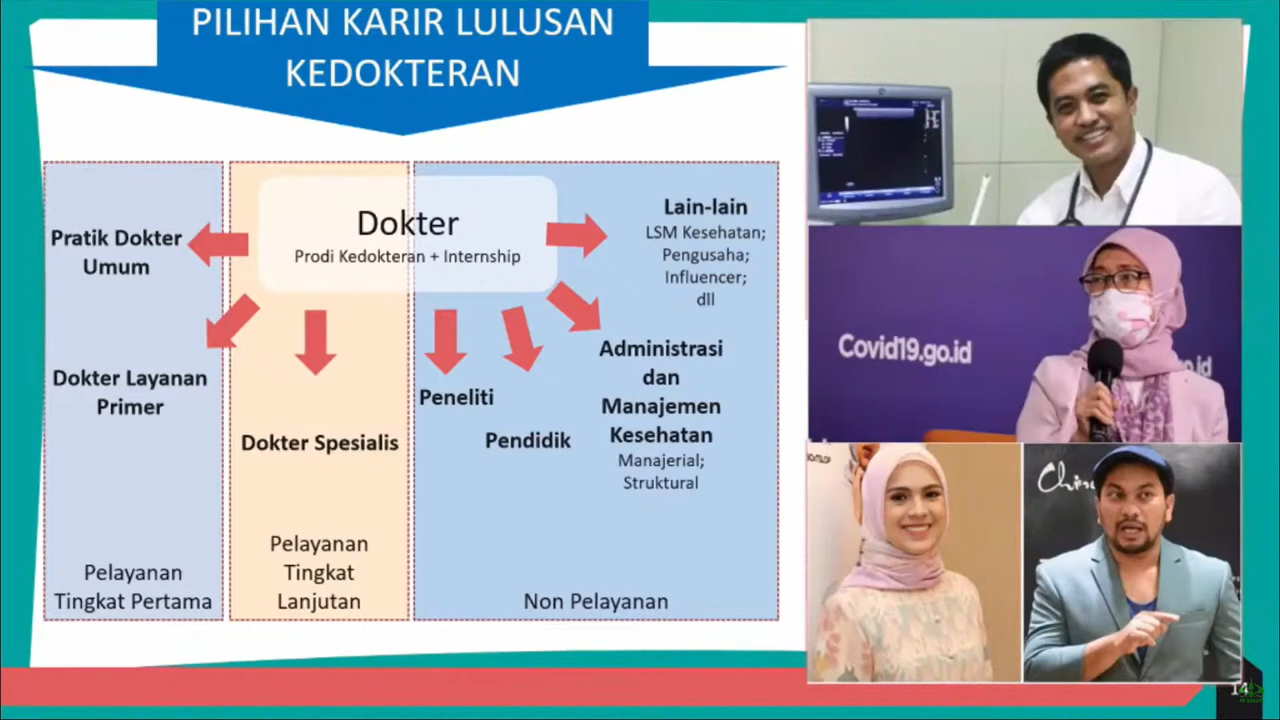 PILIHAN KARIR LULUSAN
KEDOKTERAN
Dokter
Prodi Kedokteran + Internship
Pratik Dokter
Umum
Dokter Layanan
Primer
Pelayanan
Tingkat Pertama
Dokter Spesialis
Pelayanan
Tingkat
Lanjutan
Peneliti
Pendidik
Lain-lain
LSM Kesehatan;
Pengusaha;
Influencer;
dll
Administrasi
dan
Manajemen
Kesehatan
Manajerial;
Struktural
Non Pelayanan
Covid19.go.id
o.id
14